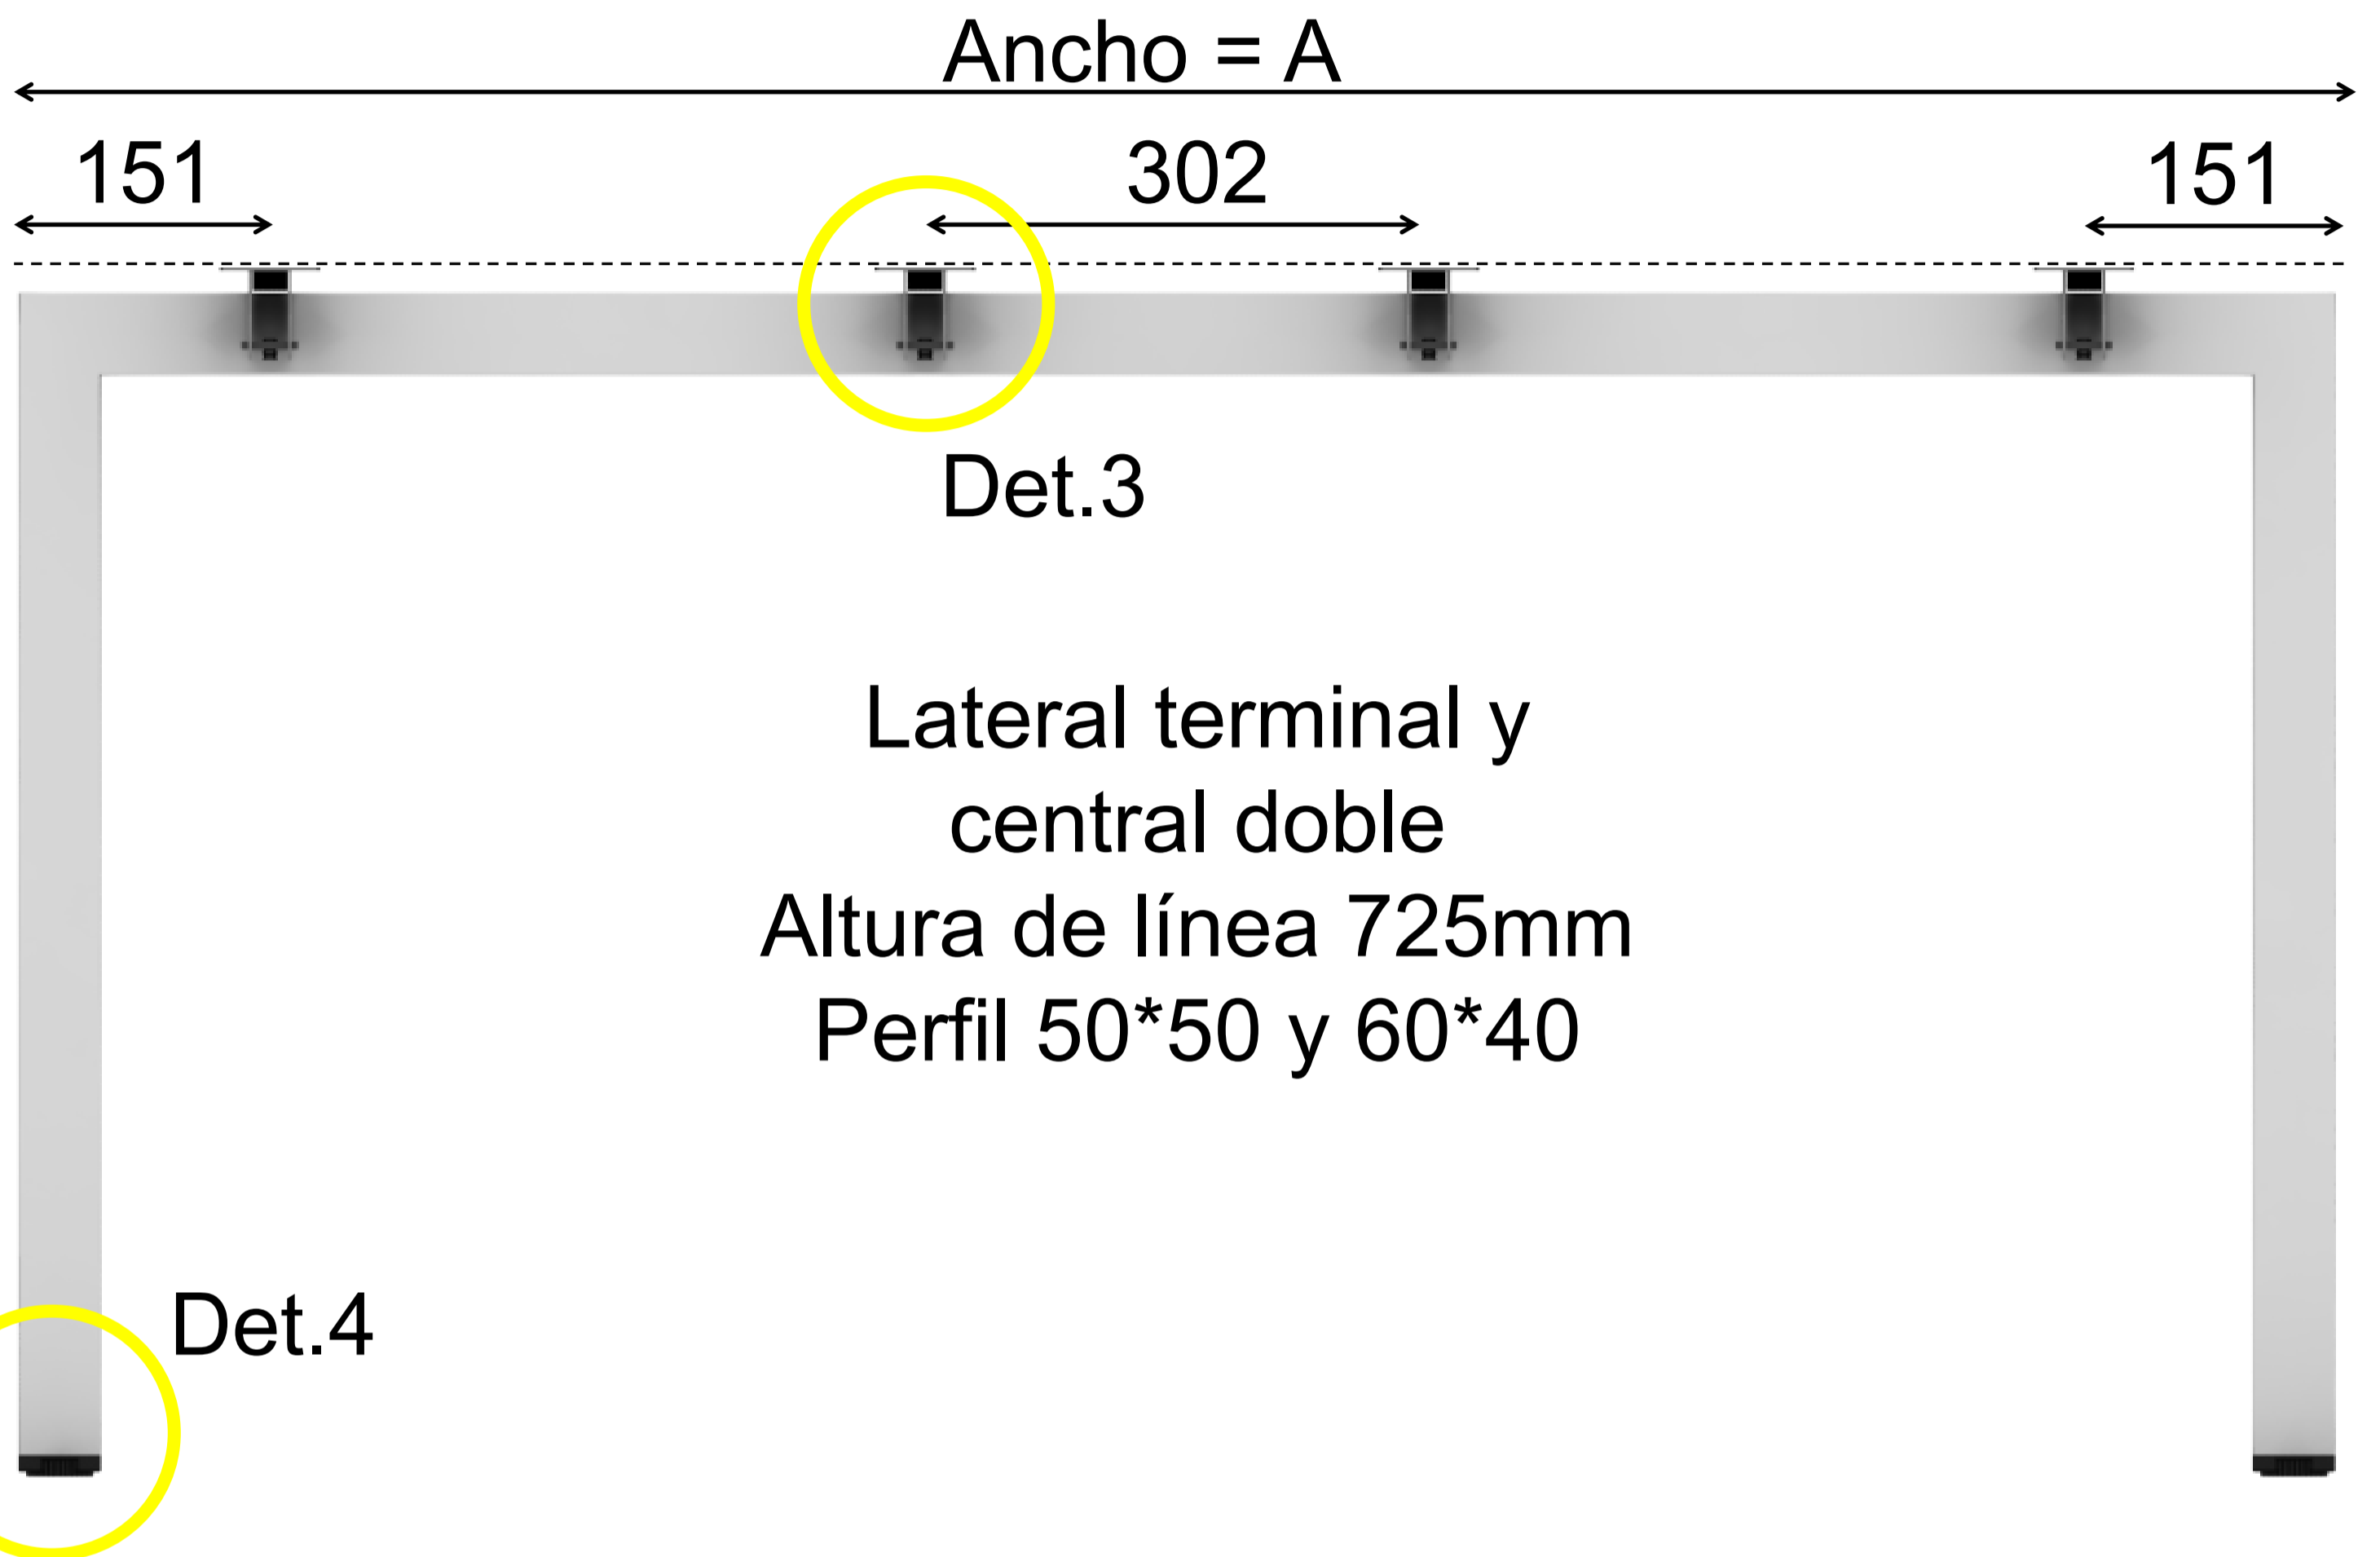 Ancho = A
151
302
151
Det.3
Lateral terminal y
central doble
Altura de línea 725mm
Perfil 50*50 y 60*40
Det.4